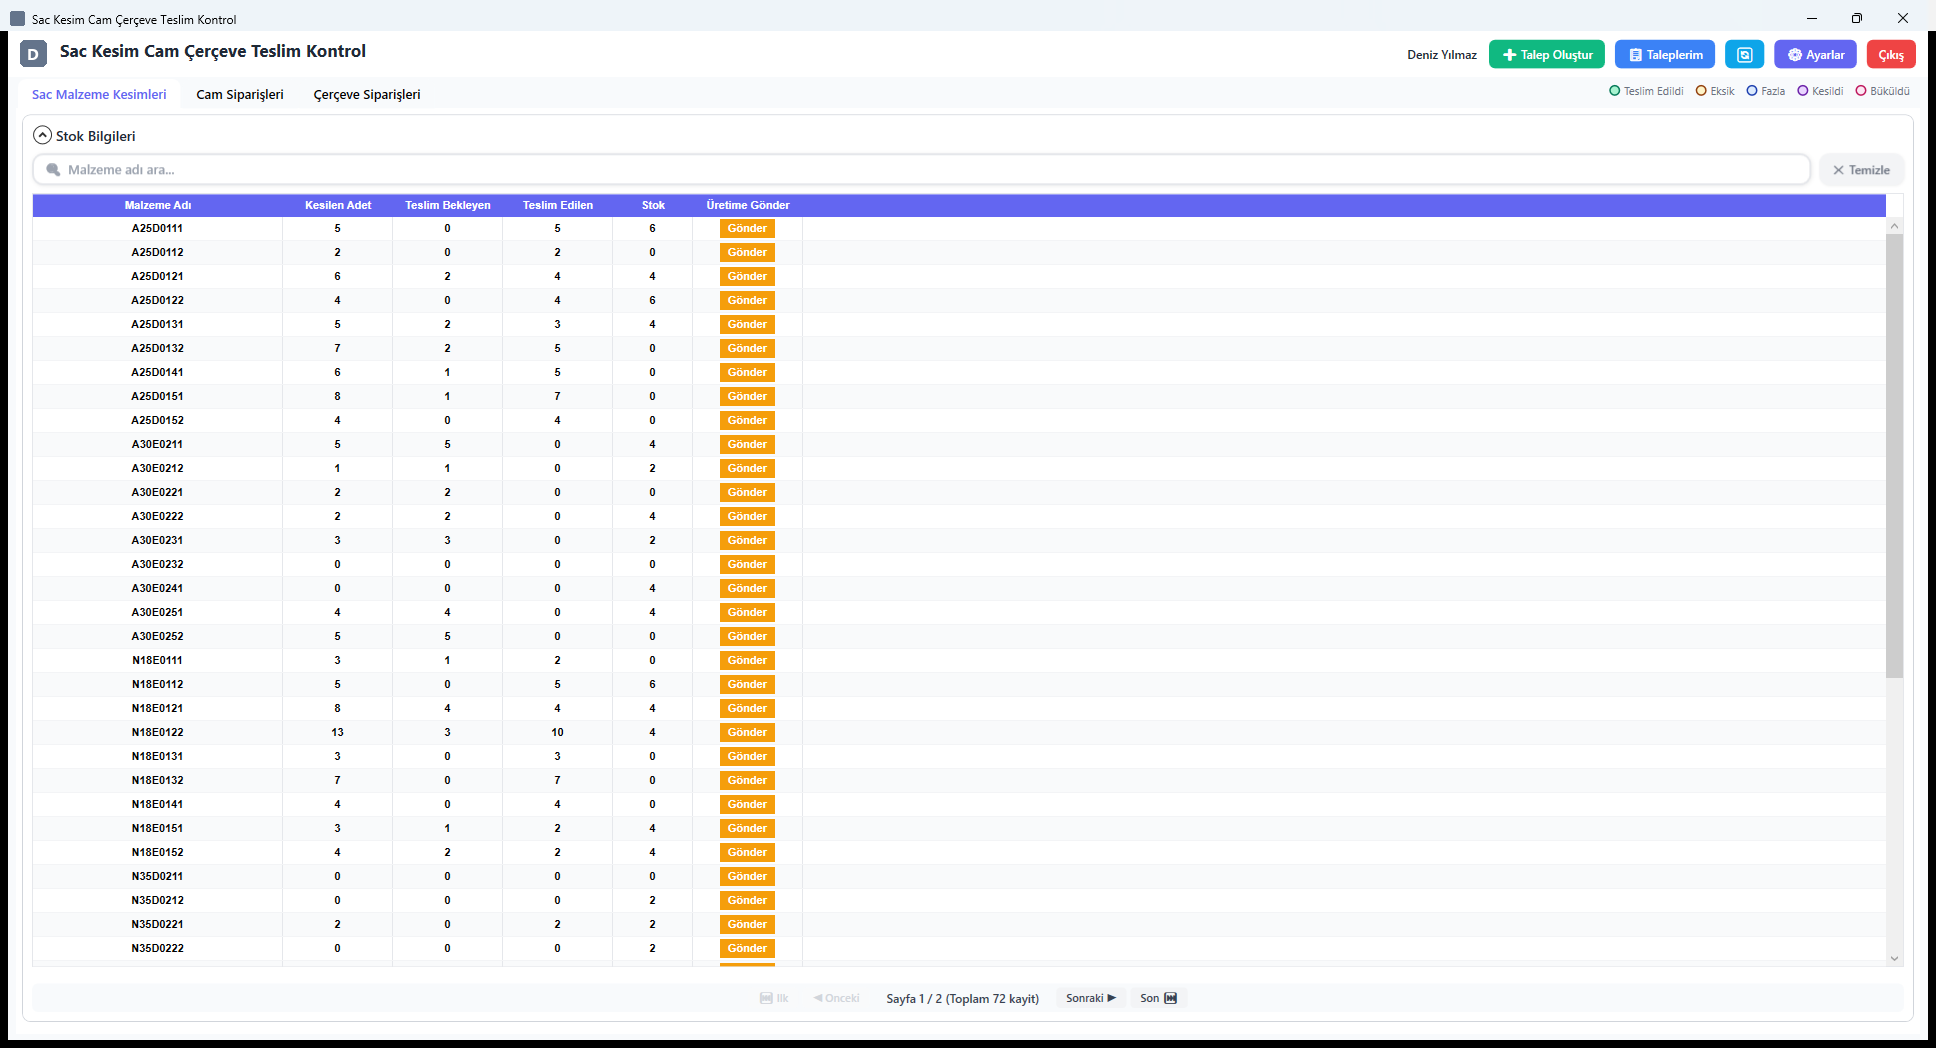 Sac Kesim Cam Çerçeve Teslim Kontrol
D Sac Kesim Cam Çerçeve Teslim Kontrol
Deniz Yılmaz Talep Oluştur Taleplerim Ayarlar Çıkış
Sac Malzeme Kesimleri Cam Siparişleri Çerçeve Siparişleri
Teslim Edildi Eksik Fazla Kesildi Büküldü
Stok Bilgileri
Malzeme adı ara...
Temizle
Malzeme Adı Kesilen Adet Teslim Bekleyen Teslim Edilen Stok Üretime Gönder
A25D0111 5 0 5 6 Gönder
A25D0112 2 0 2 0 Gönder
A25D0121 6 2 4 4 Gönder
A25D0122 4 0 4 6 Gönder
A25D0131 5 2 3 4 Gönder
A25D0132 7 2 5 0 Gönder
A25D0141 6 1 5 0 Gönder
A25D0151 8 1 7 0 Gönder
A25D0152 4 0 4 0 Gönder
A30E0211 5 5 0 4 Gönder
A30E0212 1 1 0 2 Gönder
A30E0221 2 2 0 0 Gönder
A30E0222 2 2 0 4 Gönder
A30E0231 3 3 0 2 Gönder
A30E0232 0 0 0 0 Gönder
A30E0241 0 0 0 4 Gönder
A30E0251 4 4 0 4 Gönder
A30E0252 5 5 0 0 Gönder
N18E0111 3 1 2 0 Gönder
N18E0112 5 0 5 6 Gönder
N18E0121 8 4 4 4 Gönder
N18E0122 13 3 10 4 Gönder
N18E0131 3 0 3 0 Gönder
N18E0132 7 0 7 0 Gönder
N18E0141 4 0 4 0 Gönder
N18E0151 3 1 2 4 Gönder
N18E0152 4 2 2 4 Gönder
N35D0211 0 0 0 0 Gönder
N35D0212 0 0 0 2 Gönder
N35D0221 2 0 2 2 Gönder
N35D0222 0 0 0 2 Gönder
Ilk Onceki Sayfa 1 / 2 (Toplam 72 kayit) Sonraki Son